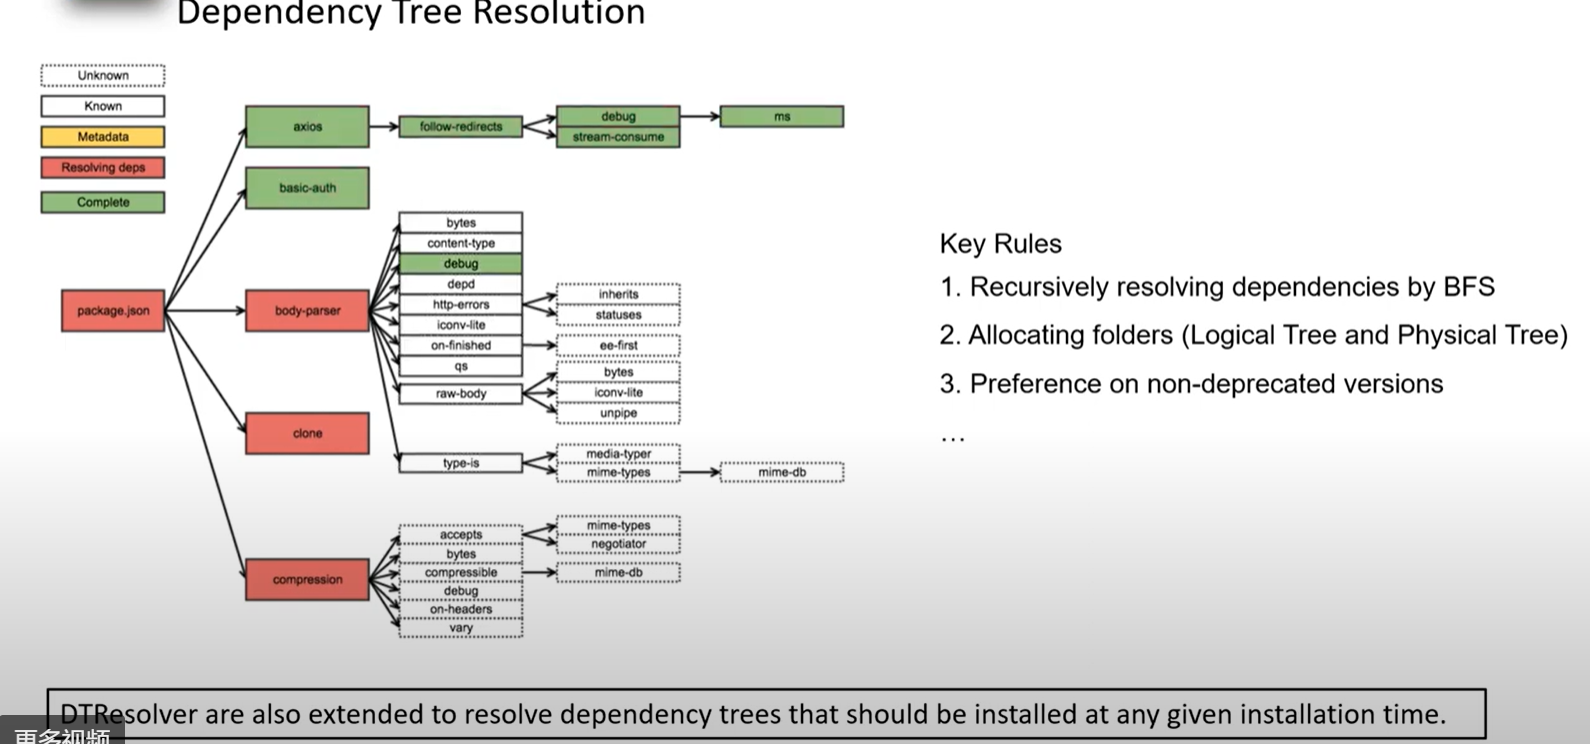 Dependency Tree Resolution
Unknown
Known
Metadata
Resolving deps
Complete
package.json
axios
follow-redirects
debug
stream-consume
ms
basic-auth
body-parser
bytes
content-type
debug
depd
http-errors
iconv-lite
on-finished
qs
raw-body
type-is
inherits
statuses
ee-first
bytes
iconv-lite
unpipe
media-typer
mime-types
mime-db
clone
compression
accepts
bytes
compressible
debug
on-headers
vary
mime-types
negotiator
mime-db
Key Rules
1. Recursively resolving dependencies by BFS
2. Allocating folders (Logical Tree and Physical Tree)
3. Preference on non-deprecated versions
...
DTResolver are also extended to resolve dependency trees that should be installed at any given installation time.
更多视频